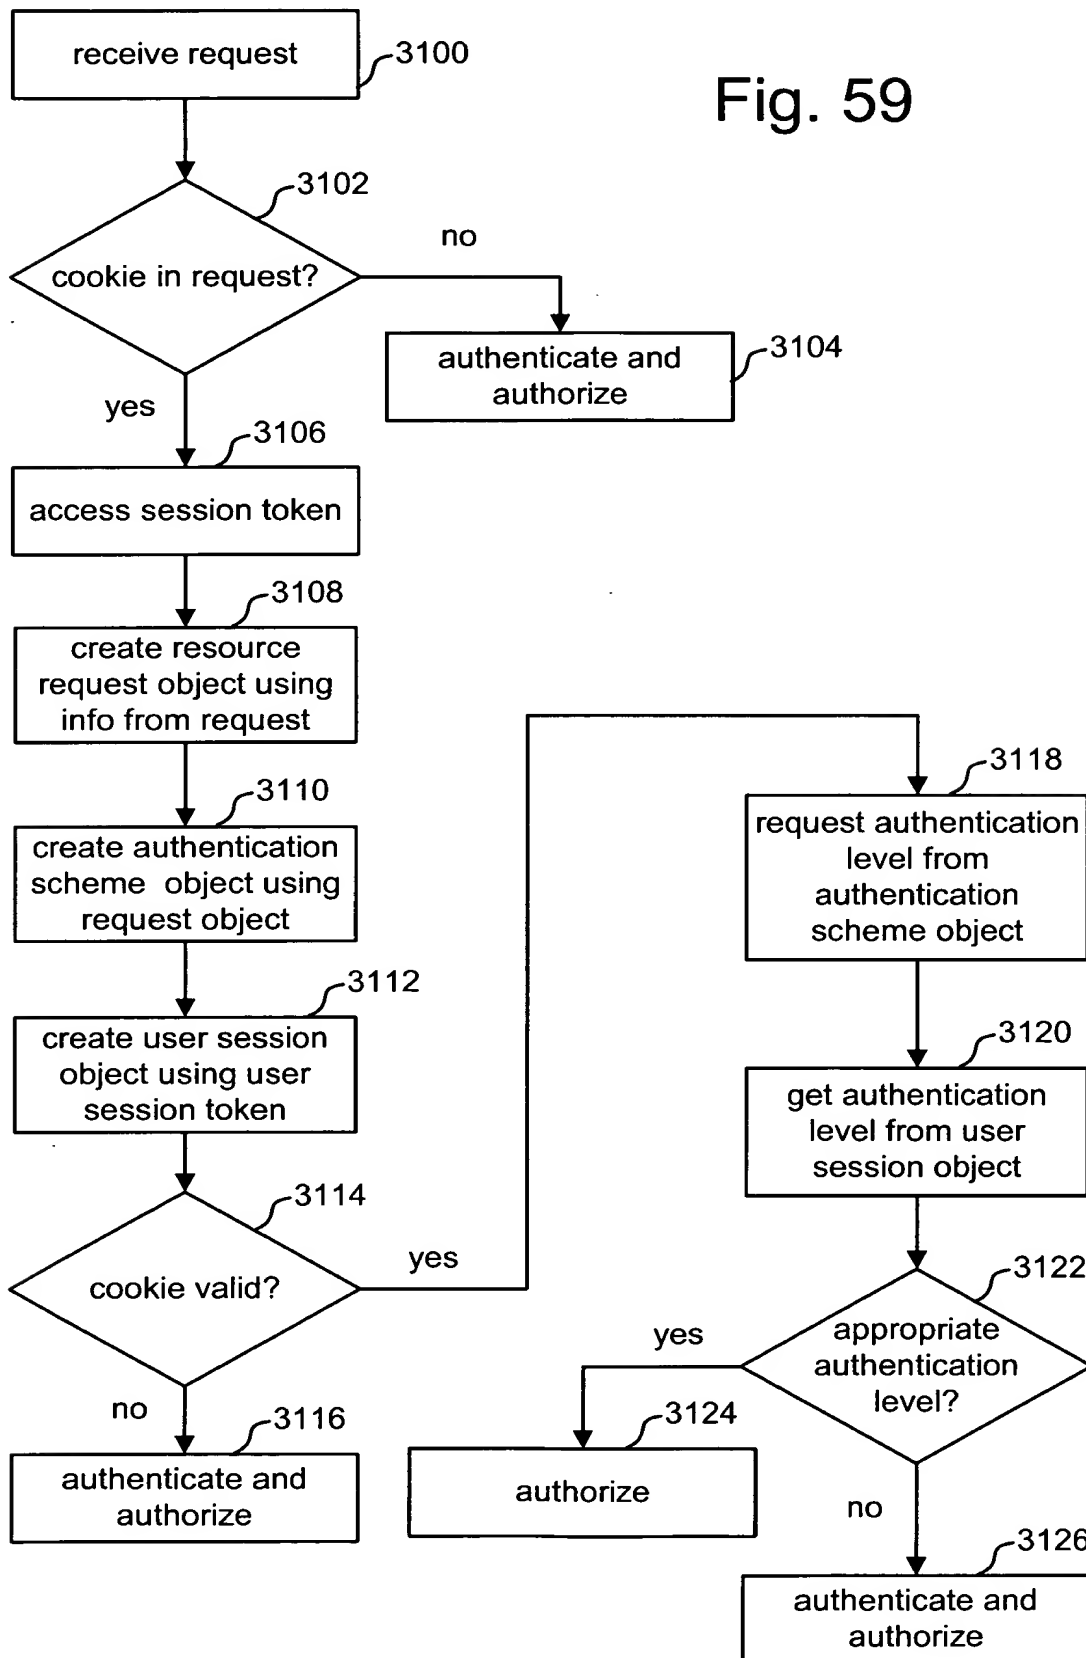 receive request
3100
Fig. 59
3102
cookie in request?
no
yes
3104
authenticate and
authorize
3106
access session token
3108
create resource
request object using
info from request
3110
create authentication
scheme object using
request object
3112
create user session
object using user
session token
3114
cookie valid?
yes
no
3116
authenticate and
authorize
3118
request authentication
level from
authentication
scheme object
3120
get authentication
level from user
session object
3122
appropriate
authentication
level?
yes
3124
authorize
no
3126
authenticate and
authorize